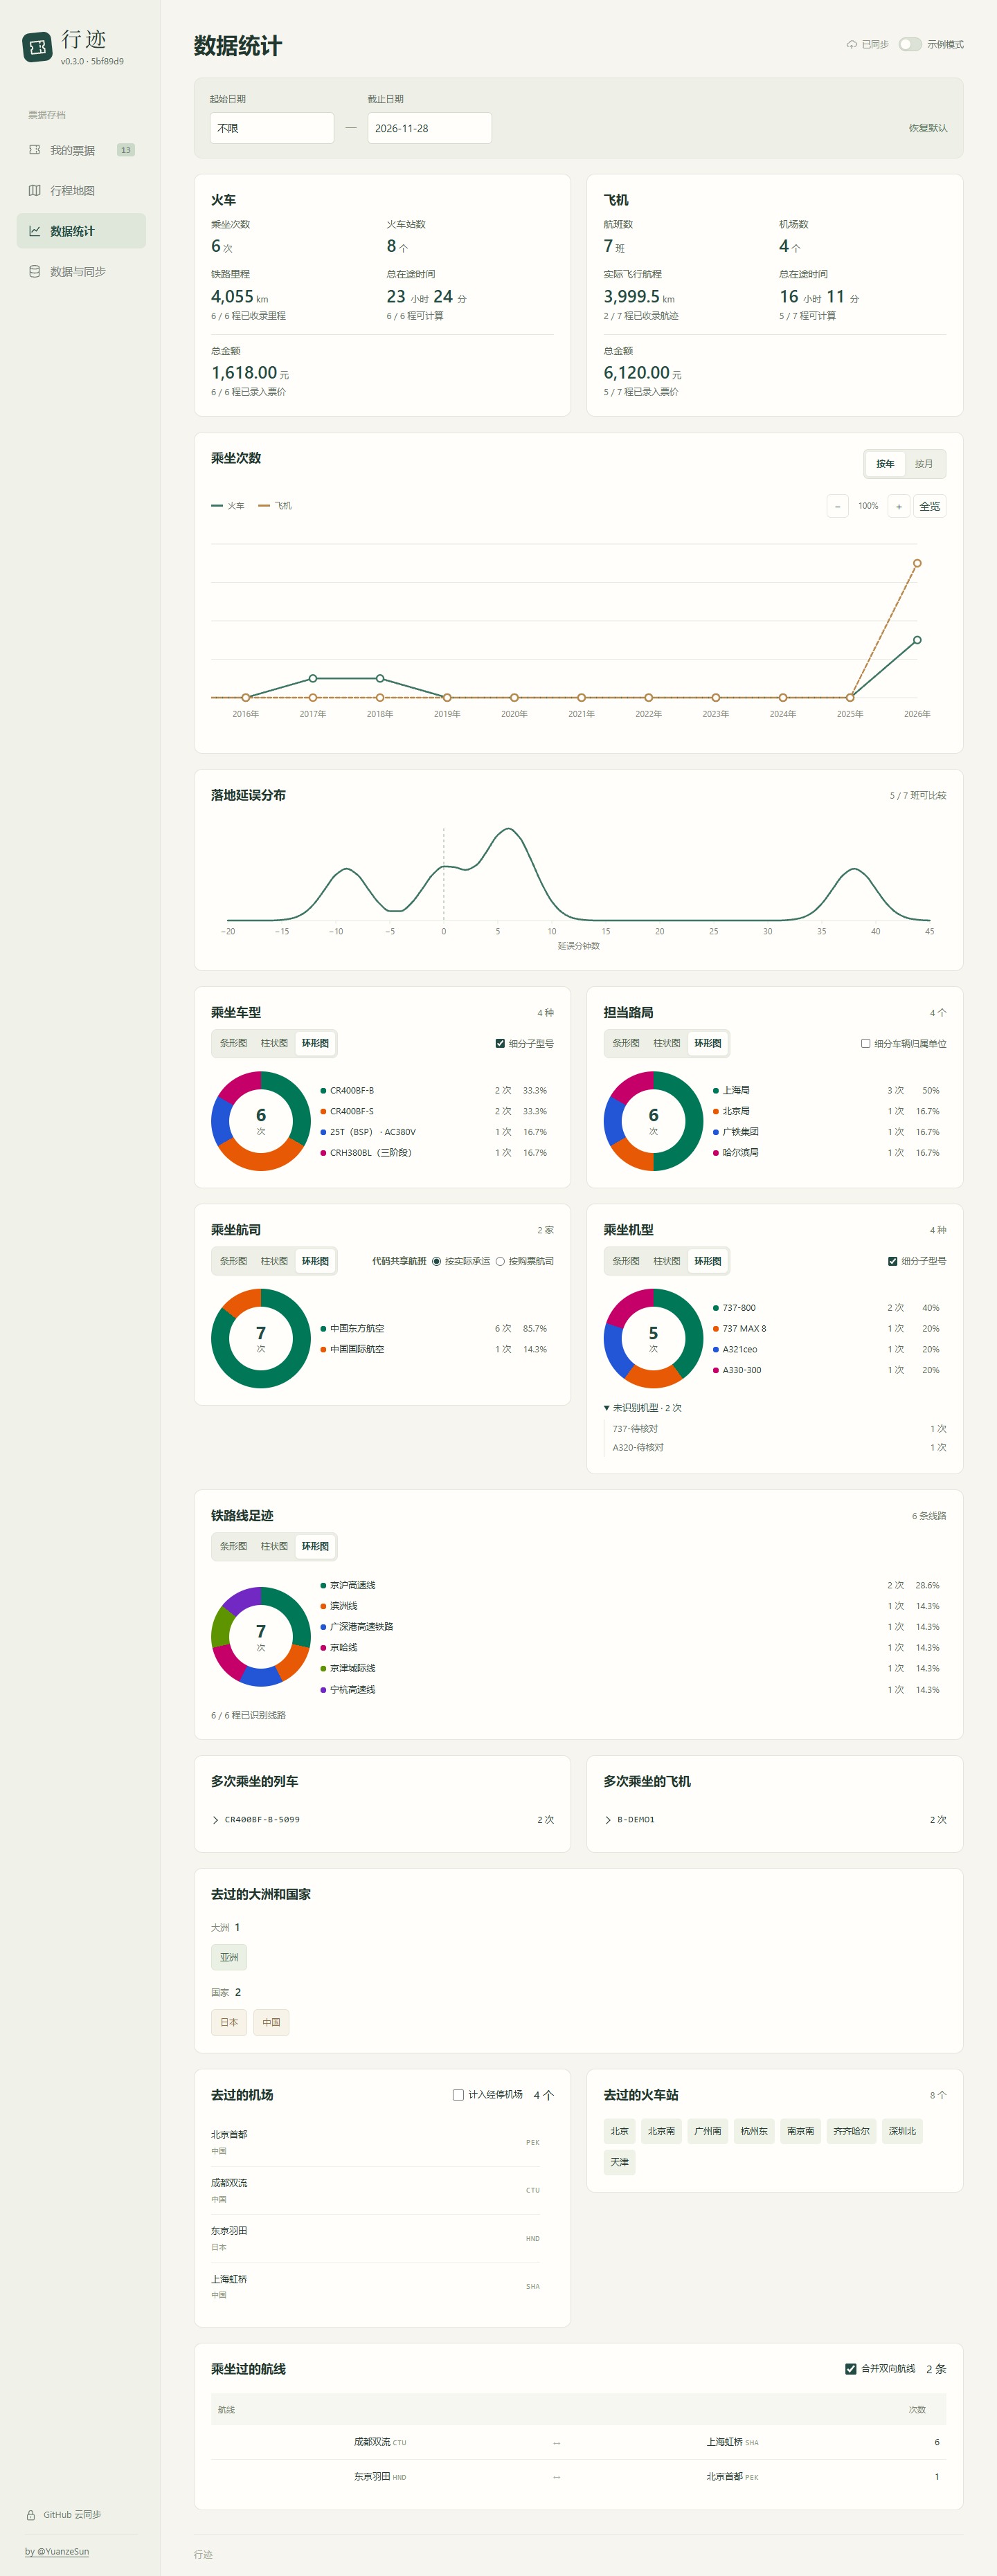 行迹
v0.3.0 · 5bf89d9
票据存档
我的票据 13
行程地图
数据统计
数据与同步
GitHub 云同步
by @YuanzeSun
数据统计
已同步 示例模式
起始日期 截止日期
不限 — 2026-11-28 恢复默认
火车
乘坐次数 火车站数
6 次 8 个
铁路里程 总在途时间
4,055 km 23 小时 24 分
6 / 6 程已收录里程 6 / 6 程可计算
总金额
1,618.00 元
6 / 6 程已录入票价
飞机
航班数 机场数
7 班 4 个
实际飞行航程 总在途时间
3,999.5 km 16 小时 11 分
2 / 7 程已收录航迹 5 / 7 程可计算
总金额
6,120.00 元
5 / 7 程已录入票价
乘坐次数 按年 按月
火车 飞机 − 100% + 全览
2016年 2017年 2018年 2019年 2020年 2021年 2022年 2023年 2024年 2025年 2026年
落地延误分布 5 / 7 班可比较
−20 −15 −10 −5 0 5 10 15 20 25 30 35 40 45
延误分钟数
乘坐车型 4 种
条形图 柱状图 环形图 细分子型号
6
次
CR400BF-B 2 次 33.3%
CR400BF-S 2 次 33.3%
25T（BSP） · AC380V 1 次 16.7%
CRH380BL（三阶段） 1 次 16.7%
担当路局 4 个
条形图 柱状图 环形图 细分车辆归属单位
6
次
上海局 3 次 50%
北京局 1 次 16.7%
广铁集团 1 次 16.7%
哈尔滨局 1 次 16.7%
乘坐航司 2 家
条形图 柱状图 环形图 代码共享航班 按实际承运 按购票航司
7
次
中国东方航空 6 次 85.7%
中国国际航空 1 次 14.3%
乘坐机型 4 种
条形图 柱状图 环形图 细分子型号
5
次
737-800 2 次 40%
737 MAX 8 1 次 20%
A321ceo 1 次 20%
A330-300 1 次 20%
▼ 未识别机型 · 2 次
737-待核对 1 次
A320-待核对 1 次
铁路线足迹 6 条线路
条形图 柱状图 环形图
7
次
京沪高速线 2 次 28.6%
滨洲线 1 次 14.3%
广深港高速铁路 1 次 14.3%
京哈线 1 次 14.3%
京津城际线 1 次 14.3%
宁杭高速线 1 次 14.3%
6 / 6 程已识别线路
多次乘坐的列车
CR400BF-B-5099 2 次
多次乘坐的飞机
B-DEMO1 2 次
去过的大洲和国家
大洲 1
亚洲
国家 2
日本 中国
去过的机场 计入经停机场 4 个
北京首都
中国 PEK
成都双流
中国 CTU
东京羽田
日本 HND
上海虹桥
中国 SHA
去过的火车站 8 个
北京 北京南 广州南 杭州东 南京南 齐齐哈尔 深圳北
天津
乘坐过的航线 合并双向航线 2 条
航线 次数
成都双流 CTU ↔ 上海虹桥 SHA 6
东京羽田 HND ↔ 北京首都 PEK 1
行迹